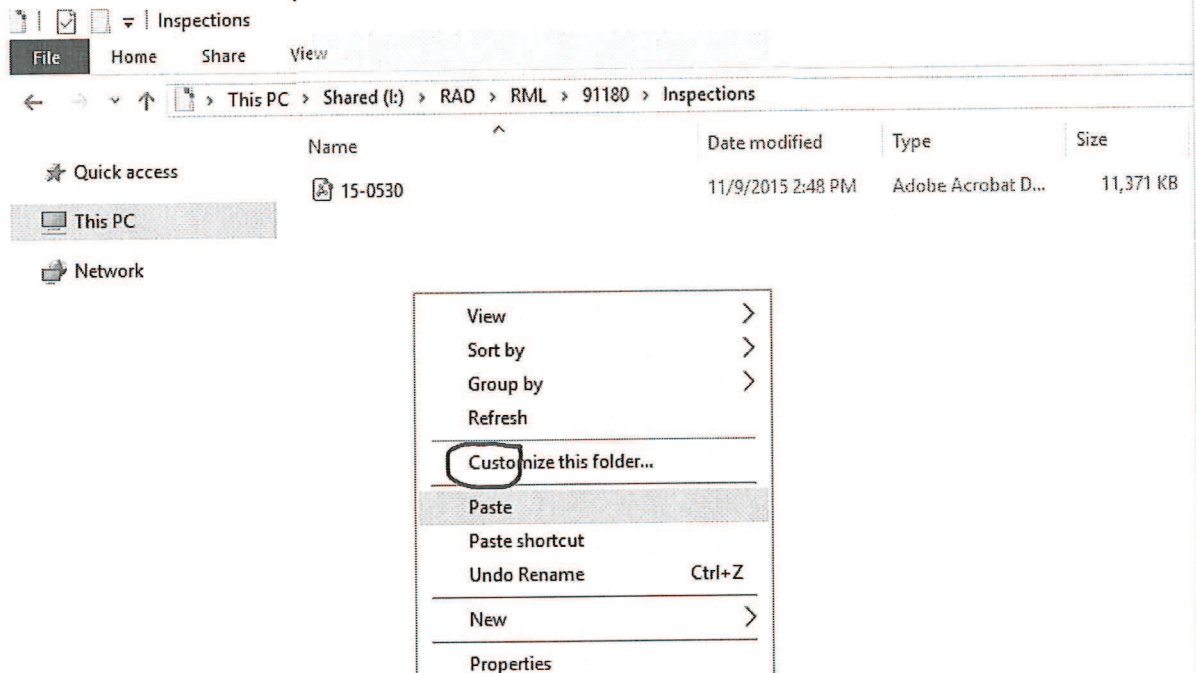 Inspections
File Home Share View
This PC > Shared (I:) > RAD > RML > 91180 > Inspections
Name Date modified Type Size
Quick access
15-0530 11/9/2015 2:48 PM Adobe Acrobat D... 11,371 KB
This PC
Network
View >
Sort by >
Group by >
Refresh
Customize this folder...
Paste
Paste shortcut
Undo Rename Ctrl+Z
New >
Properties